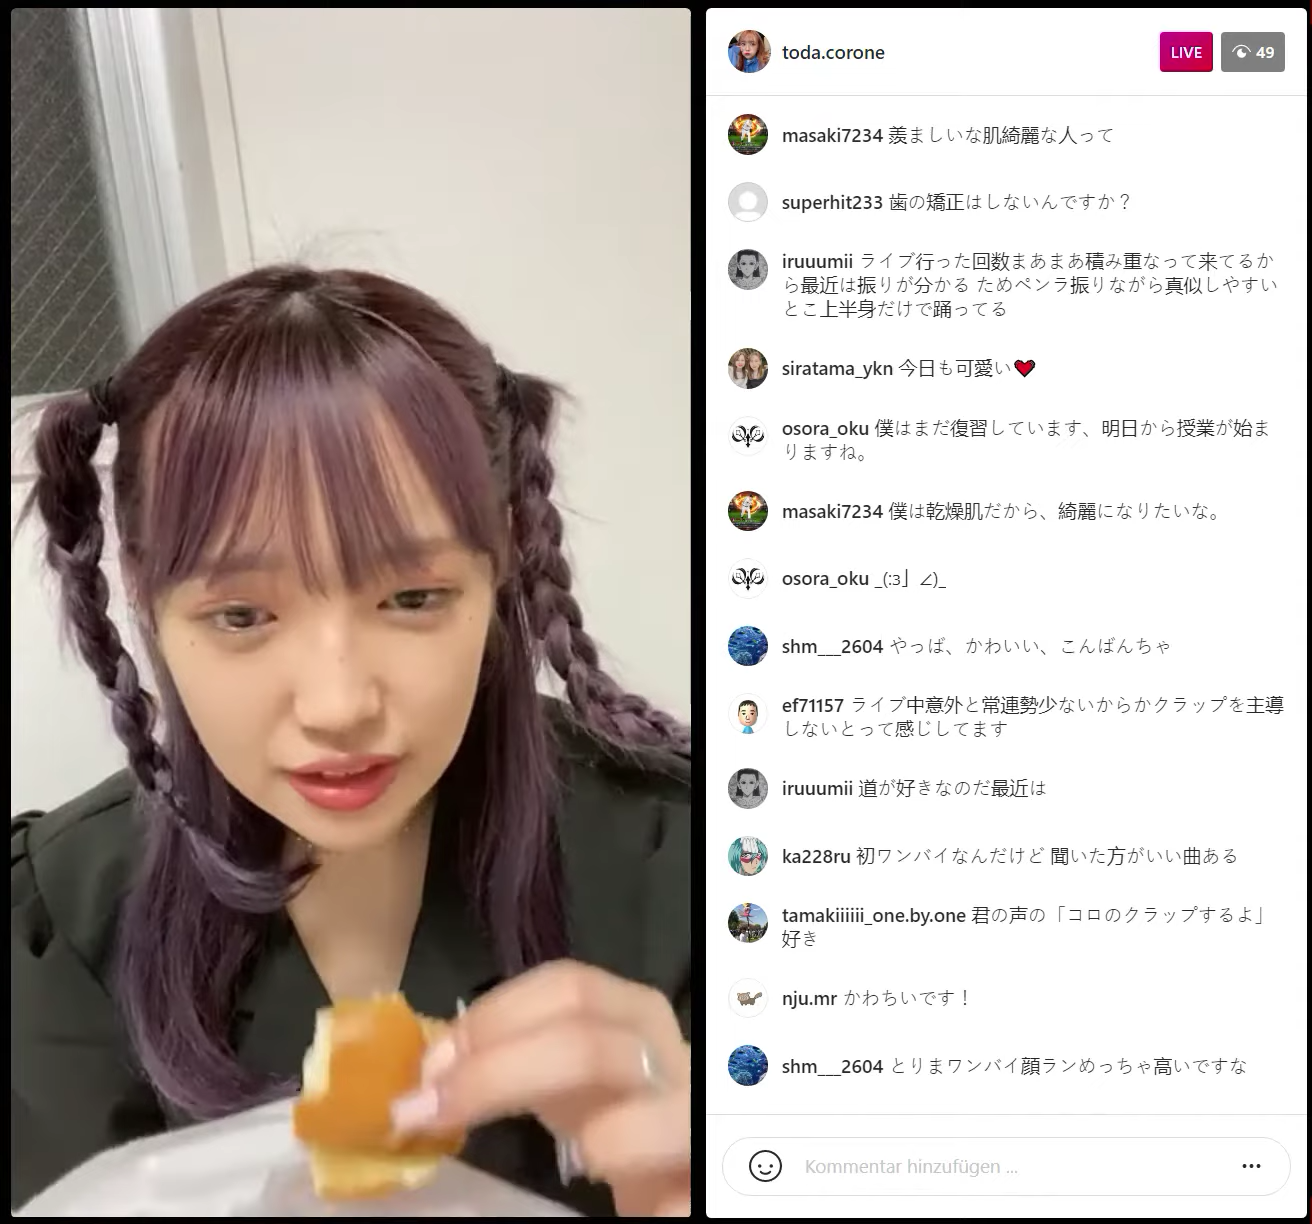 toda.corone
LIVE
49
masaki7234 羨ましいな肌綺麗な人って
superhit233 歯の矯正はしないんですか？
iruuumii ライブ行った回数まあまあ積み重なって来てるか
ら最近は振りが分かる ためペンラ振りながら真似しやすい
とこ上半身だけで踊ってる
siratama_ykn 今日も可愛い❤
osora_oku 僕はまだ復習しています、明日から授業が始ま
りますね。
masaki7234 僕は乾燥肌だから、綺麗になりたいな。
osora_oku _(:3」∠)_
shm___2604 やっば、かわいい、こんばんちゃ
ef71157 ライブ中意外と常連勢少ないからかクラップを主導
しないとって感じしてます
iruuumii 道が好きなのだ最近は
ka228ru 初ワンバイなんだけど 聞いた方がいい曲ある
tamakiiiiii_one.by.one 君の声の「コロのクラップするよ」
好き
nju.mr かわちいです！
shm___2604 とりまワンバイ顔ランめっちゃ高いですな
Kommentar hinzufügen ...